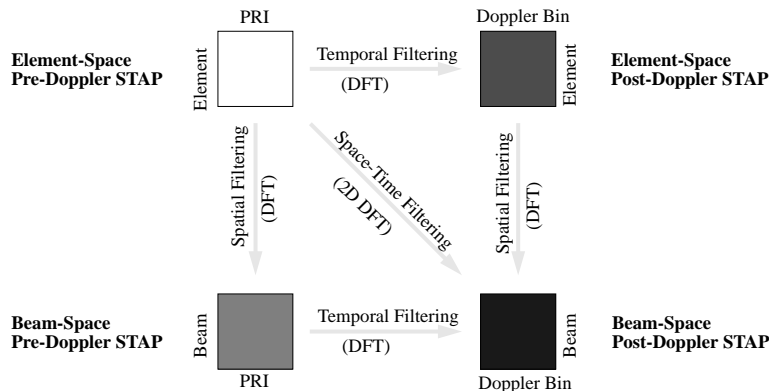 PRI
Doppler Bin
Element-Space
Pre-Doppler STAP
Element
Temporal Filtering
(DFT)
Element
Element-Space
Post-Doppler STAP
Spatial Filtering
(DFT)
Space-Time Filtering
(2D DFT)
Spatial Filtering
(DFT)
Beam-Space
Pre-Doppler STAP
Beam
Temporal Filtering
(DFT)
Beam
Beam-Space
Post-Doppler STAP
PRI
Doppler Bin